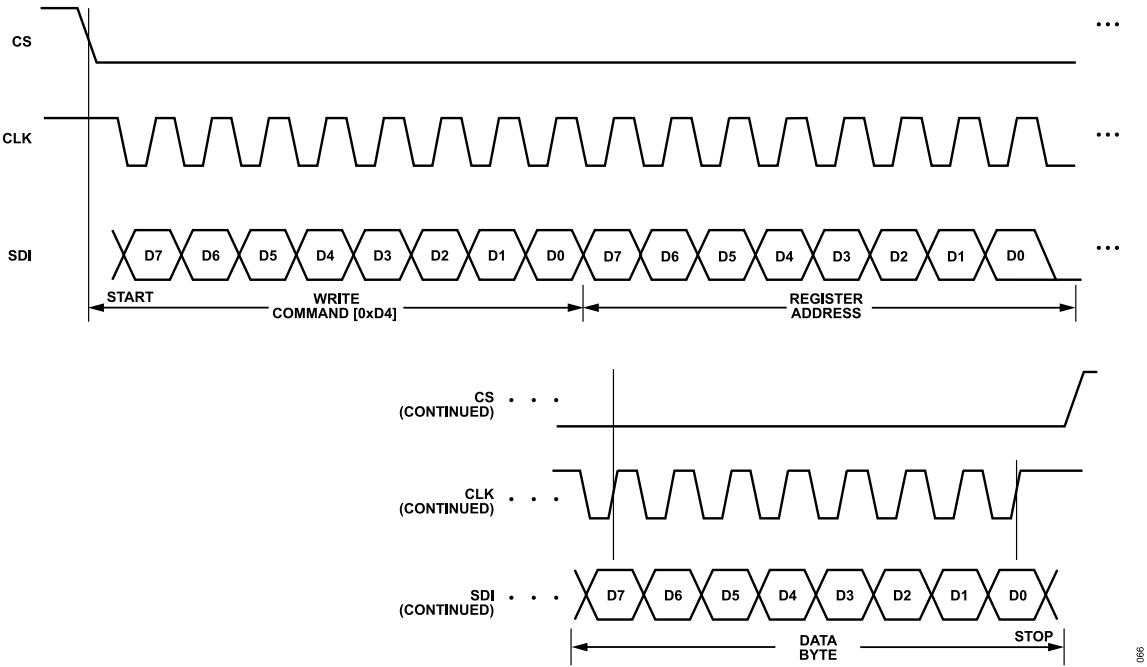 CS
CLK
SDI D7 D6 D5 D4 D3 D2 D1 D0 D7 D6 D5 D4 D3 D2 D1 D0
START
WRITE
COMMAND [0xD4]
REGISTER
ADDRESS
CS
(CONTINUED)
CLK
(CONTINUED)
SDI
(CONTINUED)
D7 D6 D5 D4 D3 D2 D1 D0
DATA
BYTE
STOP
066